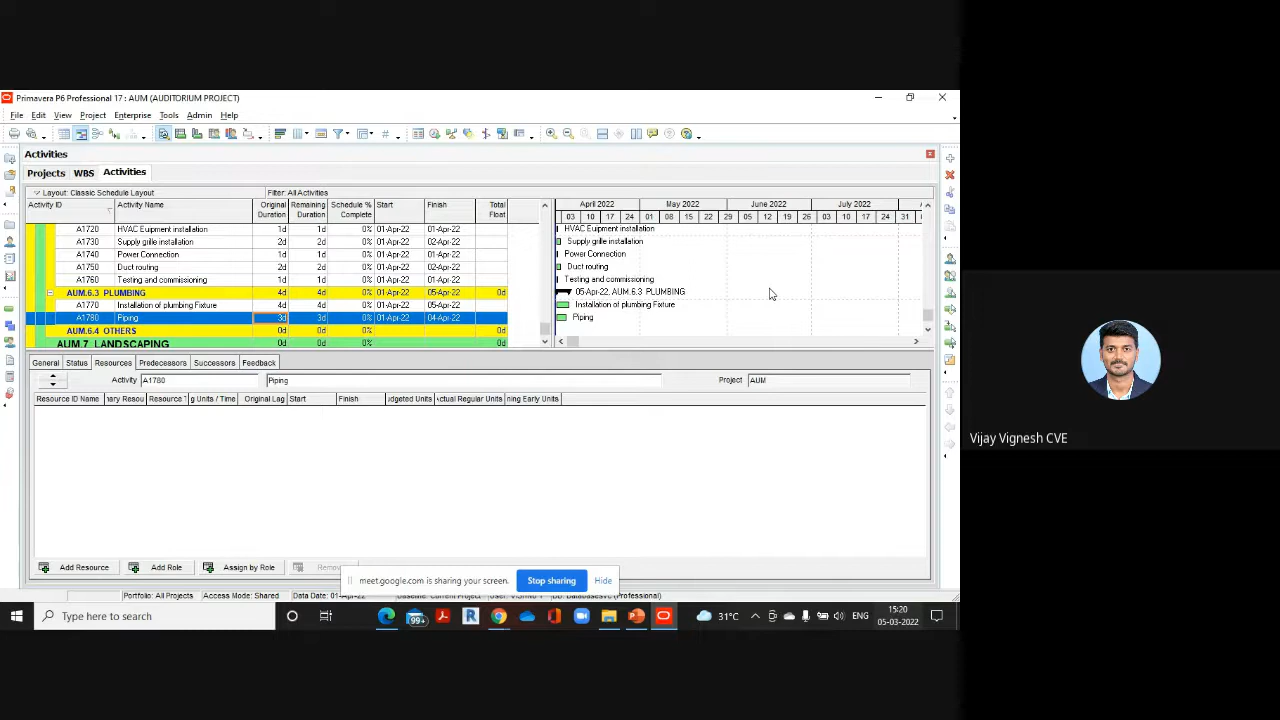 Primavera P6 Professional 17 : AUM (AUDITORIUM PROJECT)
File Edit View Project Enterprise Tools Admin Help
Activities
Projects WBS Activities
Layout: Classic Schedule Layout Filter: All Activities
Activity ID Activity Name Original Duration Remaining Duration Schedule % Complete Start Finish Total Float
April 2022 May 2022 June 2022 July 2022
03 10 17 24 01 08 15 22 29 05 12 19 26 03 10 17 24 31
A1720 HVAC Euipment installation 1d 1d 0% 01-Apr-22 01-Apr-22 HVAC Euipment installation
A1730 Supply grille installation 2d 2d 0% 01-Apr-22 02-Apr-22 Supply grille installation
A1740 Power Connection 1d 1d 0% 01-Apr-22 01-Apr-22 Power Connection
A1750 Duct routing 2d 2d 0% 01-Apr-22 02-Apr-22 Duct routing
A1760 Testing and commissioning 1d 1d 0% 01-Apr-22 01-Apr-22 Testing and commissioning
AUM.6.3 PLUMBING 4d 4d 0% 01-Apr-22 05-Apr-22 0d 05-Apr-22, AUM.6.3 PLUMBING
A1770 Installation of plumbing Fixture 4d 4d 0% 01-Apr-22 05-Apr-22 Installation of plumbing Fixture
A1780 Piping 3d 3d 0% 01-Apr-22 04-Apr-22 Piping
AUM.6.4 OTHERS 0d 0d 0% 0d
AUM.7 LANDSCAPING 0d 0d 0% 0d
General Status Resources Predecessors Successors Feedback
Activity A1780 Piping Project AUM
Resource ID Name Resource Units / Time Original Lag Start Finish Units Regular Units Early Units
Add Resource Add Role Assign by Role
meet.google.com is sharing your screen. Stop sharing Hide
Portfolio: All Projects Access Mode: Shared
Type here to search
99+
31°C ENG 15:20
05-03-2022
Vijay Vignesh CVE